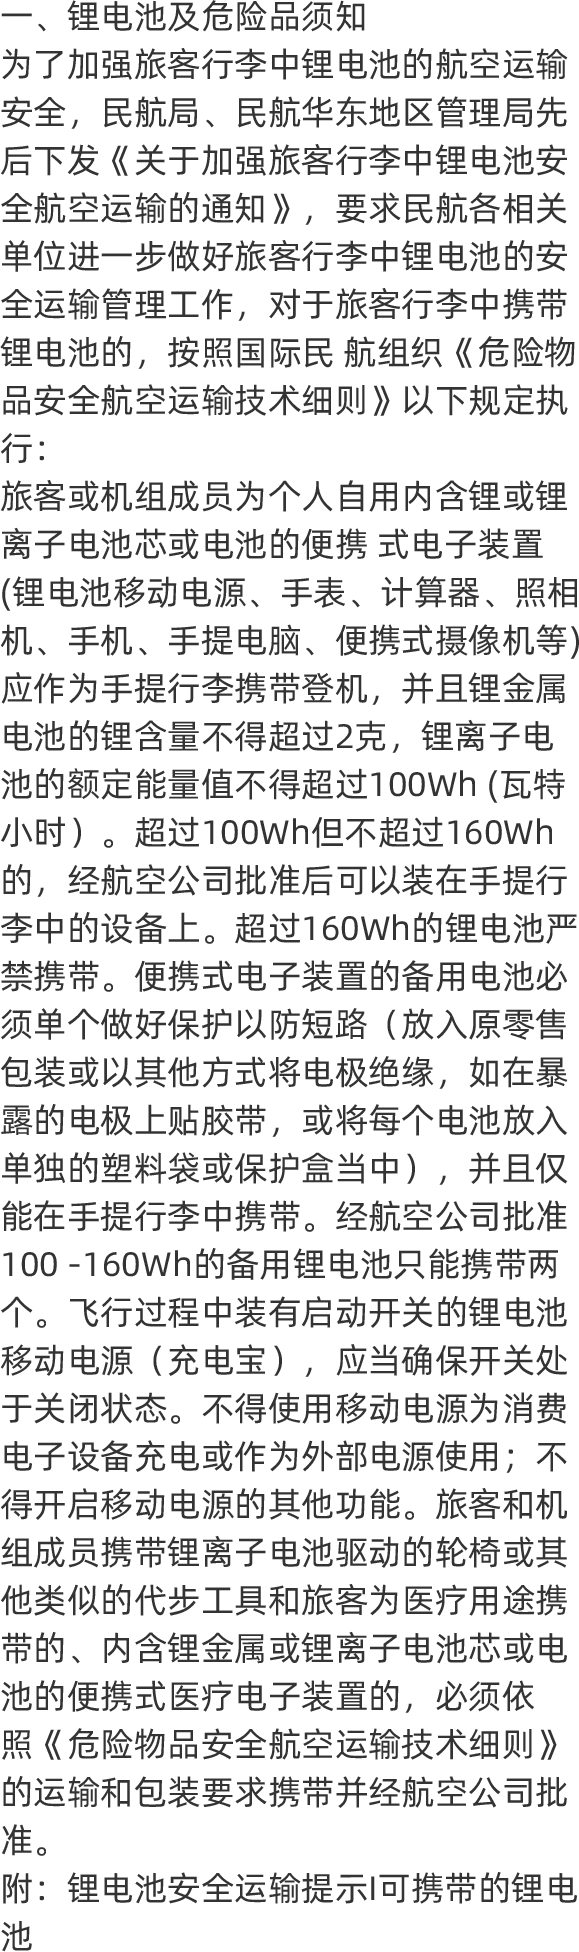 一、锂电池及危险品须知
为了加强旅客行李中锂电池的航空运输
安全，民航局、民航华东地区管理局先
后下发《关于加强旅客行李中锂电池安
全航空运输的通知》，要求民航各相关
单位进一步做好旅客行李中锂电池的安
全运输管理工作，对于旅客行李中携带
锂电池的，按照国际民 航组织《危险物
品安全航空运输技术细则》以下规定执
行：
旅客或机组成员为个人自用内含锂或锂
离子电池芯或电池的便携 式电子装置
(锂电池移动电源、手表、计算器、照相
机、手机、手提电脑、便携式摄像机等)
应作为手提行李携带登机，并且锂金属
电池的锂含量不得超过2克，锂离子电
池的额定能量值不得超过100Wh (瓦特
小时）。超过100Wh但不超过160Wh
的，经航空公司批准后可以装在手提行
李中的设备上。超过160Wh的锂电池严
禁携带。便携式电子装置的备用电池必
须单个做好保护以防短路（放入原零售
包装或以其他方式将电极绝缘，如在暴
露的电极上贴胶带，或将每个电池放入
单独的塑料袋或保护盒当中），并且仅
能在手提行李中携带。经航空公司批准
100 -160Wh的备用锂电池只能携带两
个。飞行过程中装有启动开关的锂电池
移动电源（充电宝），应当确保开关处
于关闭状态。不得使用移动电源为消费
电子设备充电或作为外部电源使用；不
得开启移动电源的其他功能。旅客和机
组成员携带锂离子电池驱动的轮椅或其
他类似的代步工具和旅客为医疗用途携
带的、内含锂金属或锂离子电池芯或电
池的便携式医疗电子装置的，必须依
照《危险物品安全航空运输技术细则》
的运输和包装要求携带并经航空公司批
准。
附：锂电池安全运输提示I可携带的锂电
池